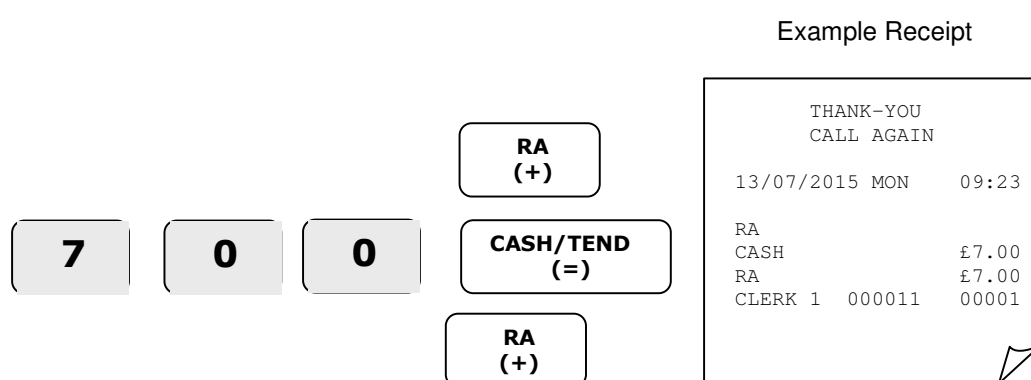 Example Receipt
RA
(+)
7 0 0
CASH/TEND
(=)
RA
(+)
THANK-YOU
CALL AGAIN
13/07/2015 MON 09:23
RA
CASH £7.00
RA £7.00
CLERK 1 000011 00001